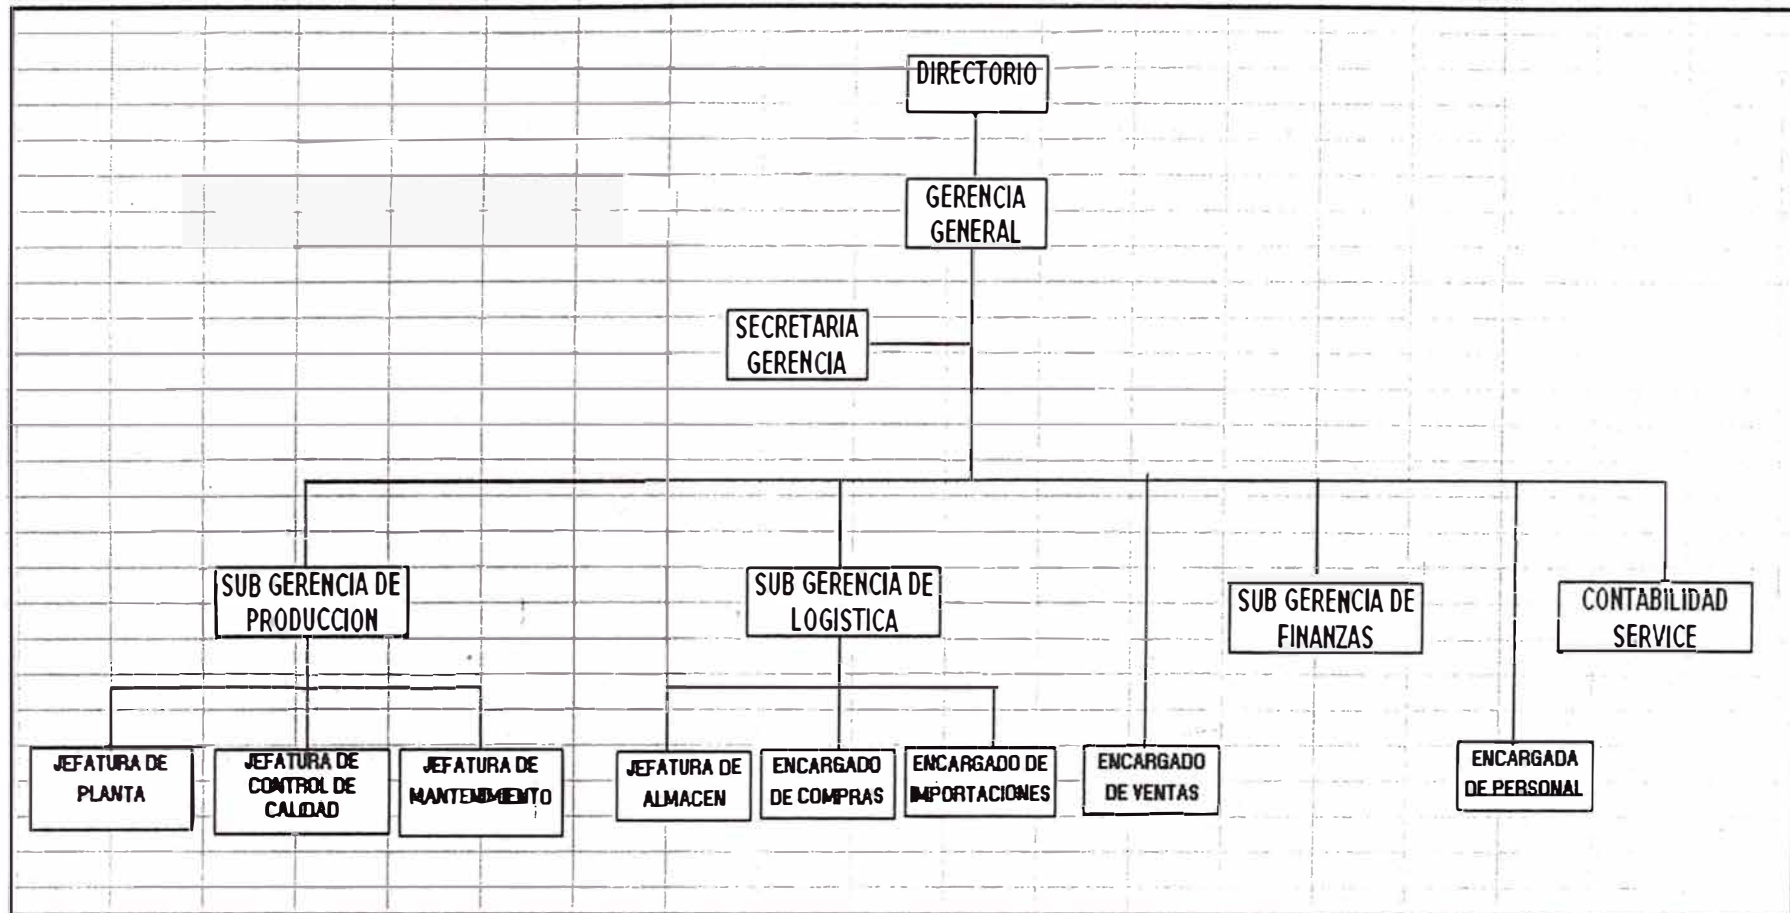 DIRECTORIO
GERENCIA
GENERAL
SECRETARIA
GERENCIA
SUB GERENCIA DE
PRODUCCION
SUB GERENCIA DE
LOGISTICA
SUB GERENCIA DE
FINANZAS
CONTABILIDAD
SERVICE
JEFATURA DE
PLANTA
JEFATURA DE
CONTROL DE
CALIDAD
JEFATURA DE
MANTENIMIENTO
JEFATURA DE
ALMACEN
ENCARGADO
DE COMPRAS
ENCARGADO DE
IMPORTACIONES
ENCARGADO
DE VENTAS
ENCARGADA
DE PERSONAL